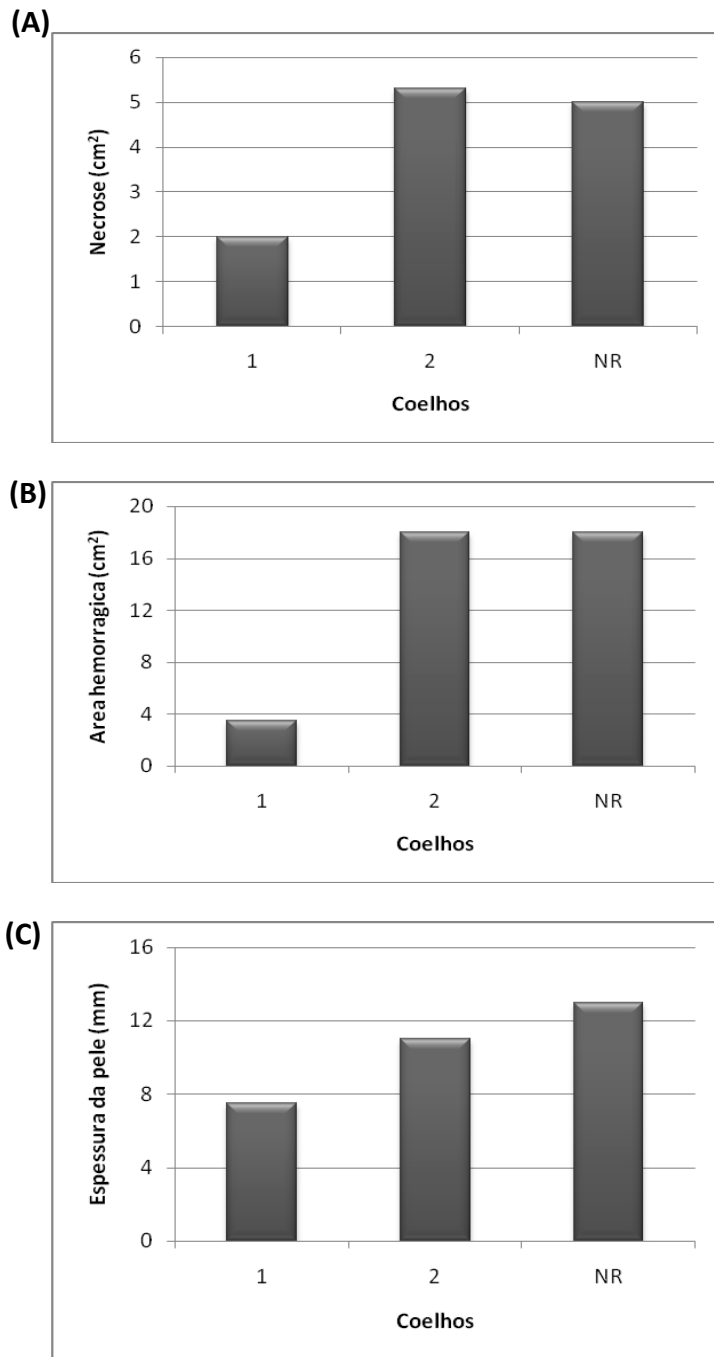 (A)
6
5
4
3
2
1
0
Necrose (cm²)
1 2 NR
Coelhos
(B)
20
16
12
8
4
0
Area hemorragica (cm²)
1 2 NR
Coelhos
(C)
16
12
8
4
0
Espessura da pele (mm)
1 2 NR
Coelhos